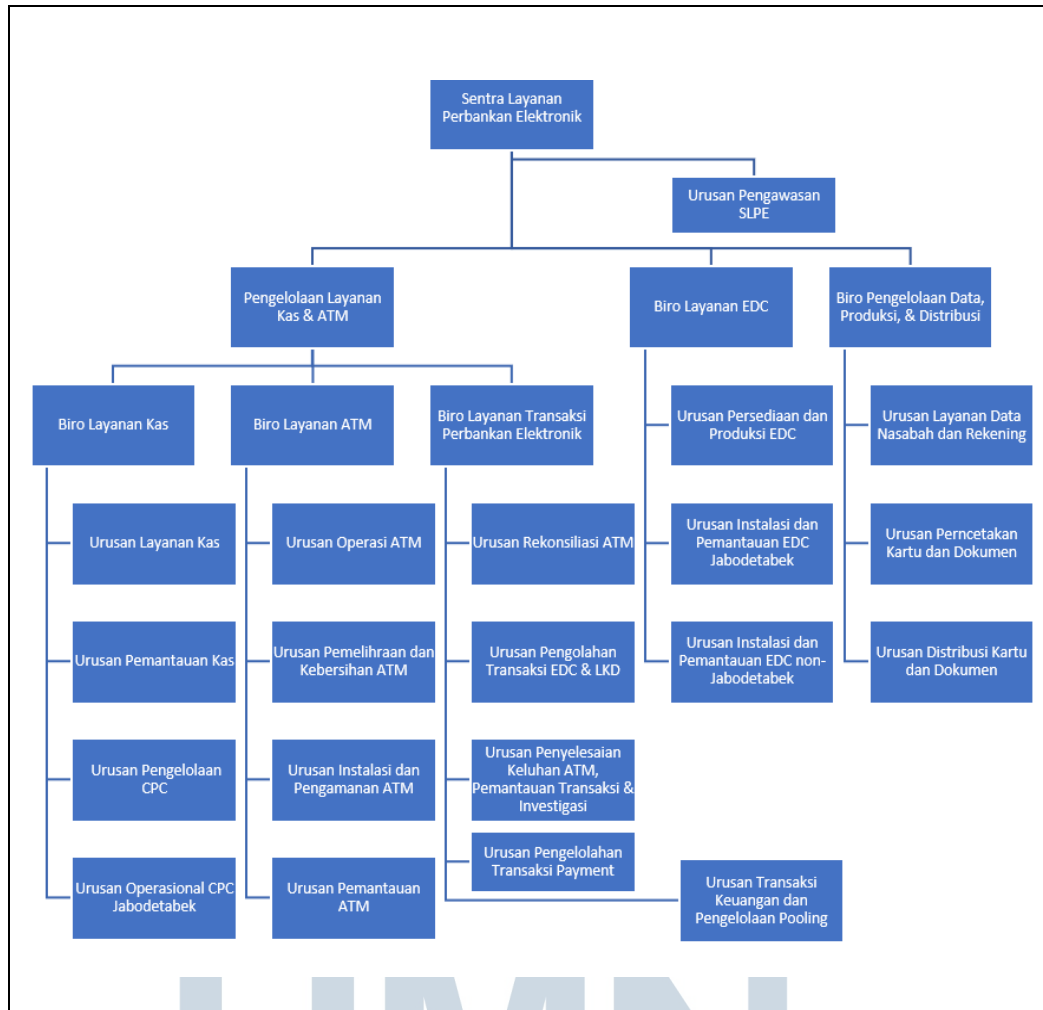 Sentra Layanan
Perbankan Elektronik
Urusan Pengawasan
SLPE
Pengelolaan Layanan
Kas & ATM
Biro Layanan EDC
Biro Pengelolaan Data,
Produksi, & Distribusi
Biro Layanan Kas
Biro Layanan ATM
Biro Layanan Transaksi
Perbankan Elektronik
Urusan Persediaan dan
Produksi EDC
Urusan Layanan Data
Nasabah dan Rekening
Urusan Layanan Kas
Urusan Operasi ATM
Urusan Rekonsiliasi ATM
Urusan Instalasi dan
Pemantauan EDC
Jabodetabek
Urusan Perncetakan
Kartu dan Dokumen
Urusan Pemantauan Kas
Urusan Pemelihraan dan
Kebersihan ATM
Urusan Pengolahan
Transaksi EDC & LKD
Urusan Instalasi dan
Pemantauan EDC non-
Jabodetabek
Urusan Distribusi Kartu
dan Dokumen
Urusan Pengelolaan
CPC
Urusan Instalasi dan
Pengamanan ATM
Urusan Penyelesaian
Keluhan ATM,
Pemantauan Transaksi &
Investigasi
Urusan Pengelolahan
Transaksi Payment
Urusan Operasional CPC
Jabodetabek
Urusan Pemantauan
ATM
Urusan Transaksi
Keuangan dan
Pengelolaan Pooling
UMN